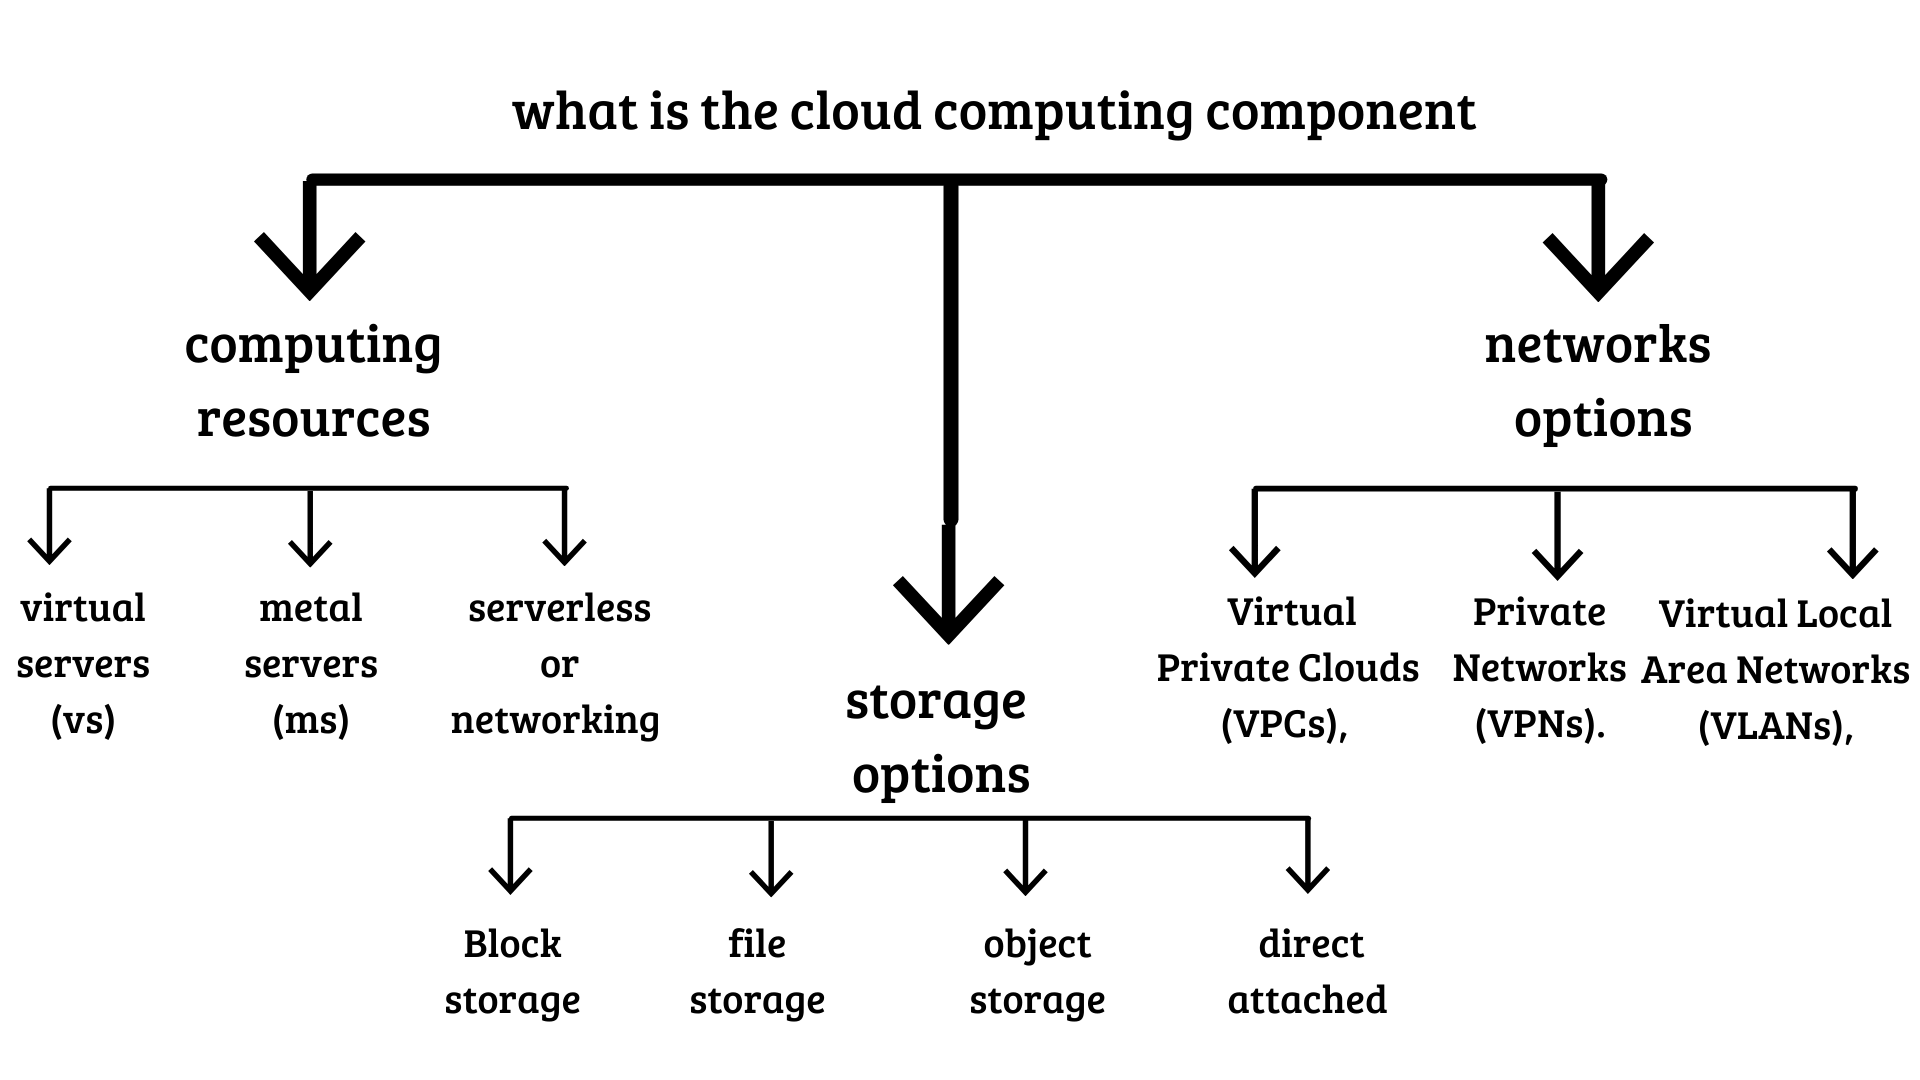 what is the cloud computing component
computing
resources
networks
options
virtual
servers
(vs)
metal
servers
(ms)
serverless
or
networking
storage
options
Virtual
Private Clouds
(VPCs),
Private
Networks
(VPNs).
Virtual Local
Area Networks
(VLANs),
Block
storage
file
storage
object
storage
direct
attached